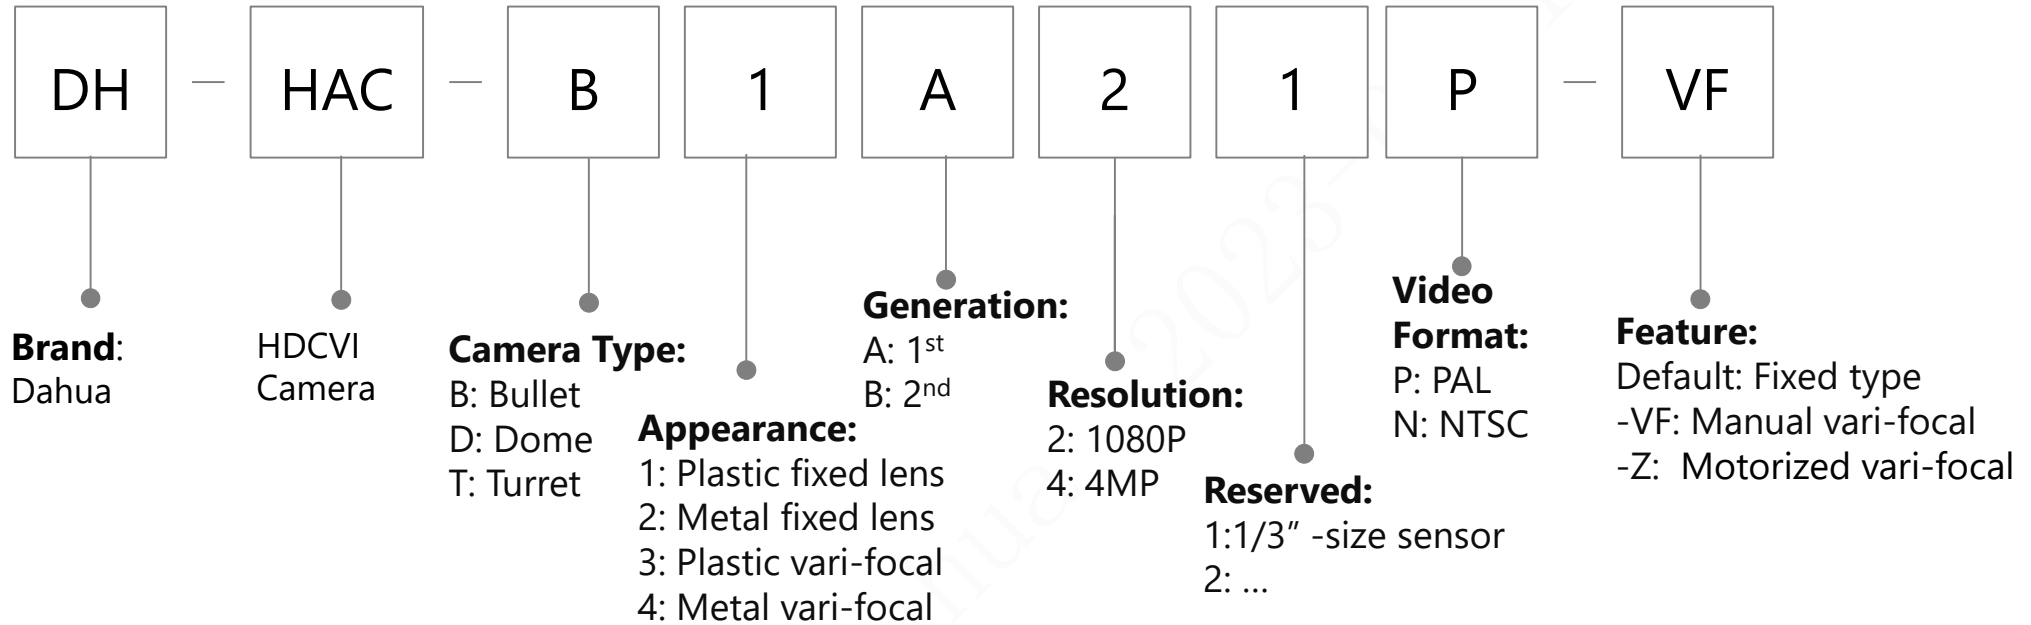 DH — HAC — B 1 A 2 1 P — VF
Brand:
Dahua
HDCVI
Camera
Camera Type:
B: Bullet
D: Dome
T: Turret
Appearance:
1: Plastic fixed lens
2: Metal fixed lens
3: Plastic vari-focal
4: Metal vari-focal
Generation:
A: 1st
B: 2nd
Resolution:
2: 1080P
4: 4MP
Reserved:
1:1/3” -size sensor
2: ...
Video
Format:
P: PAL
N: NTSC
Feature:
Default: Fixed type
-VF: Manual vari-focal
-Z: Motorized vari-focal